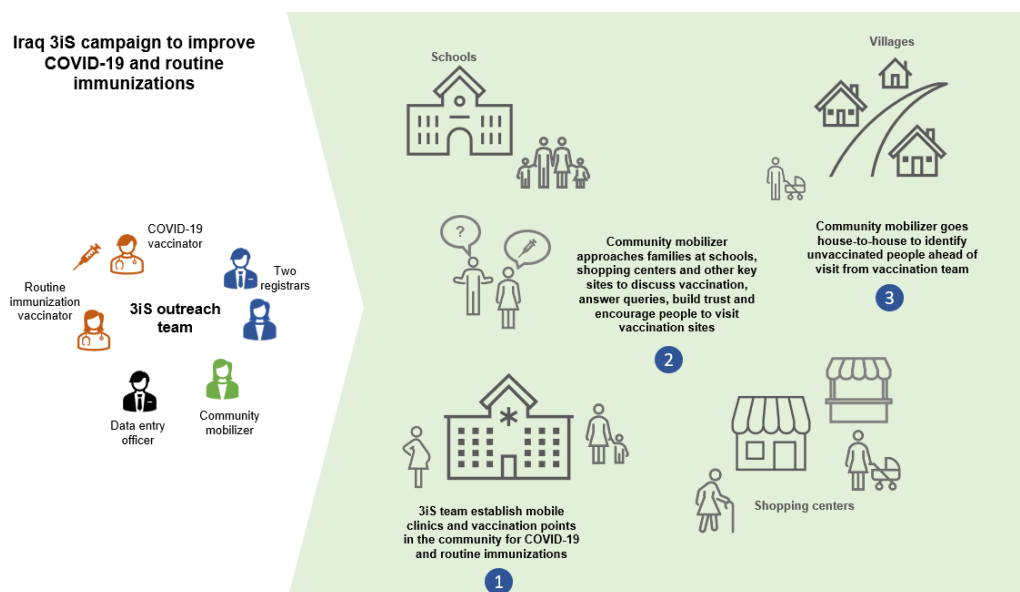 Iraq 3iS campaign to improve
COVID-19 and routine
immunizations
COVID-19
vaccinator
Two
registrars
Routine
immunization
vaccinator
3iS outreach
team
Data entry
officer
Community
mobilizer
Schools
Villages
?
Community mobilizer
approaches families at schools,
shopping centers and other key
sites to discuss vaccination,
answer queries, build trust and
encourage people to visit
vaccination sites
2
Community mobilizer goes
house-to-house to identify
unvaccinated people ahead of
visit from vaccination team
3
Shopping centers
3iS team establish mobile
clinics and vaccination points
in the community for COVID-19
and routine immunizations
1